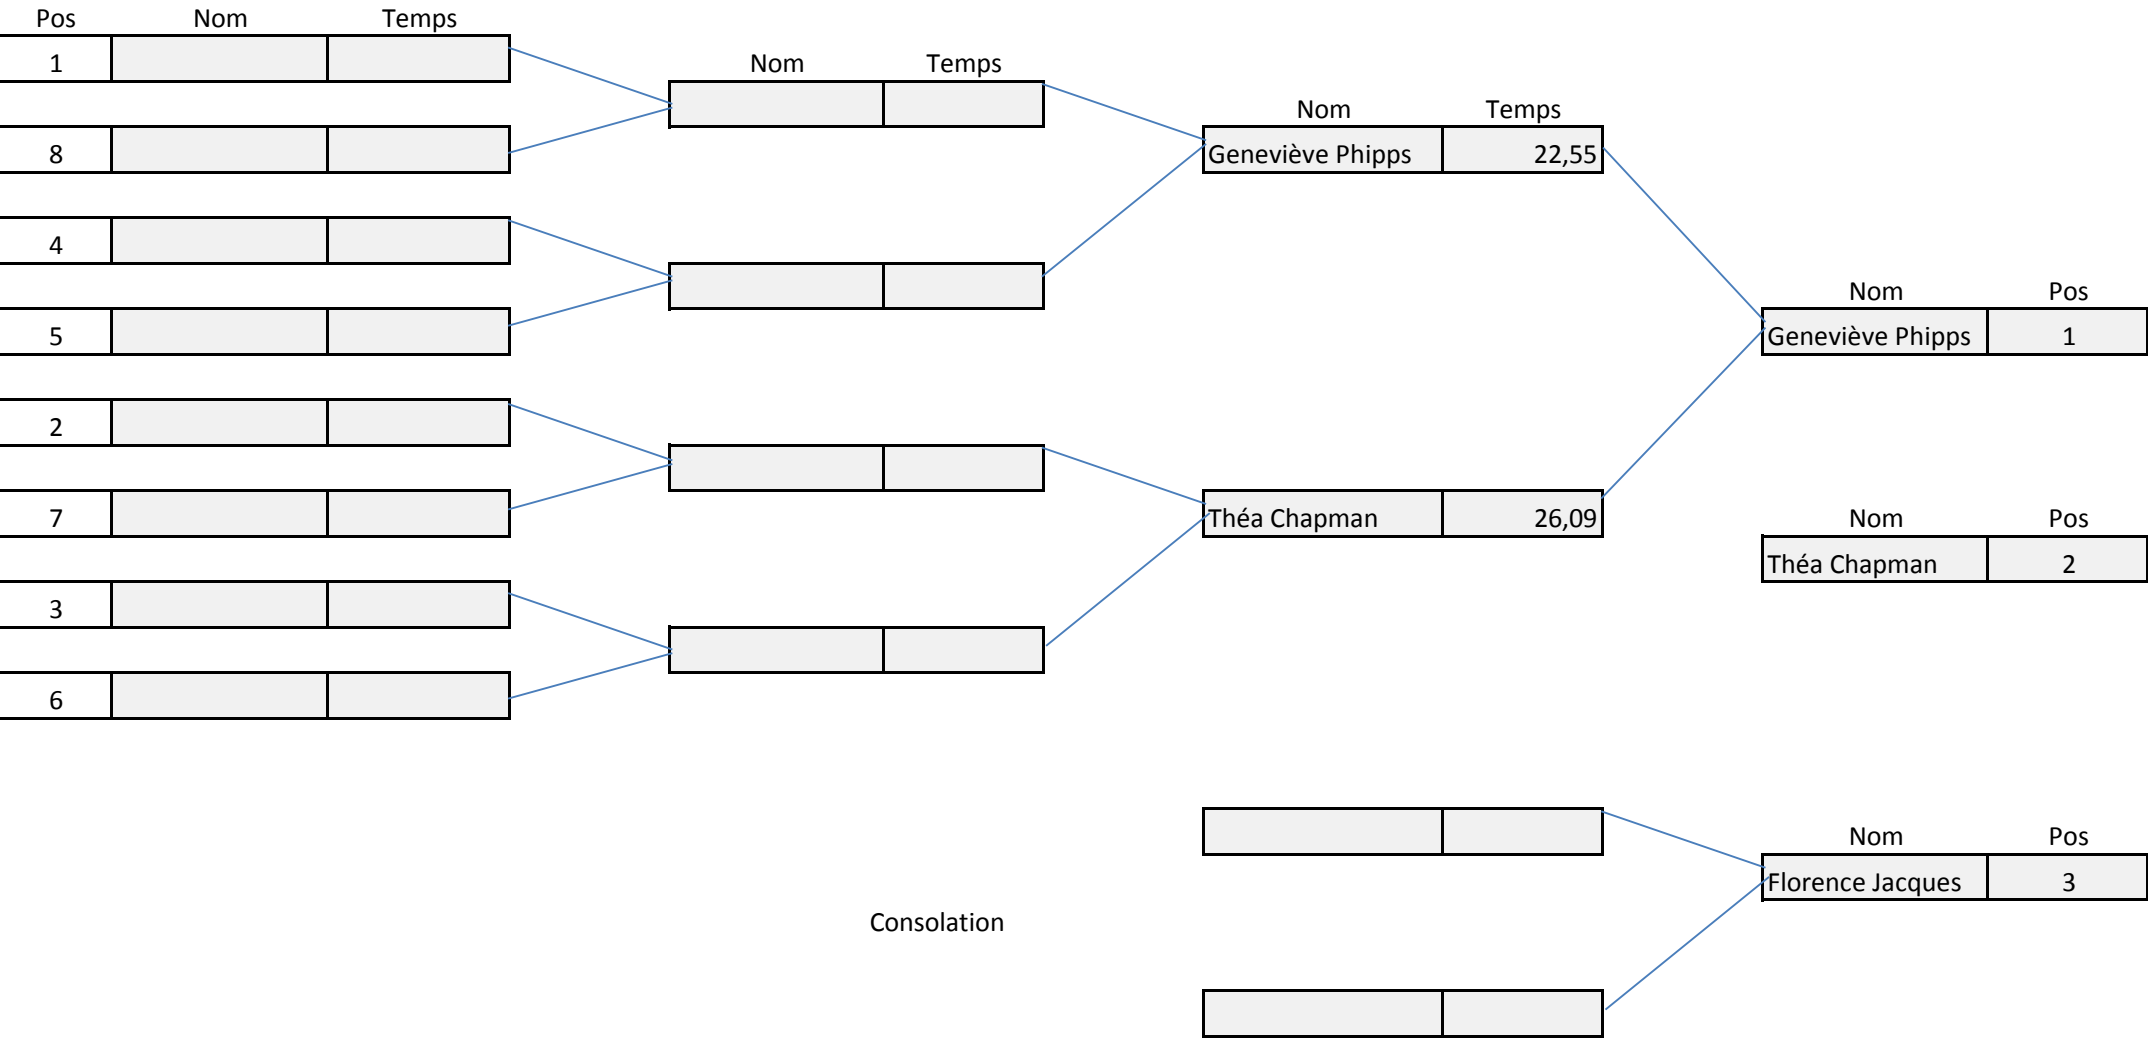 Pos Nom Temps
1
Nom Temps
Nom Temps
8
Geneviève Phipps 22,55
4
Nom Pos
5
Geneviève Phipps 1
2
7
Théa Chapman 26,09
Nom Pos
Théa Chapman 2
3
6
Nom Pos
Florence Jacques 3
Consolation